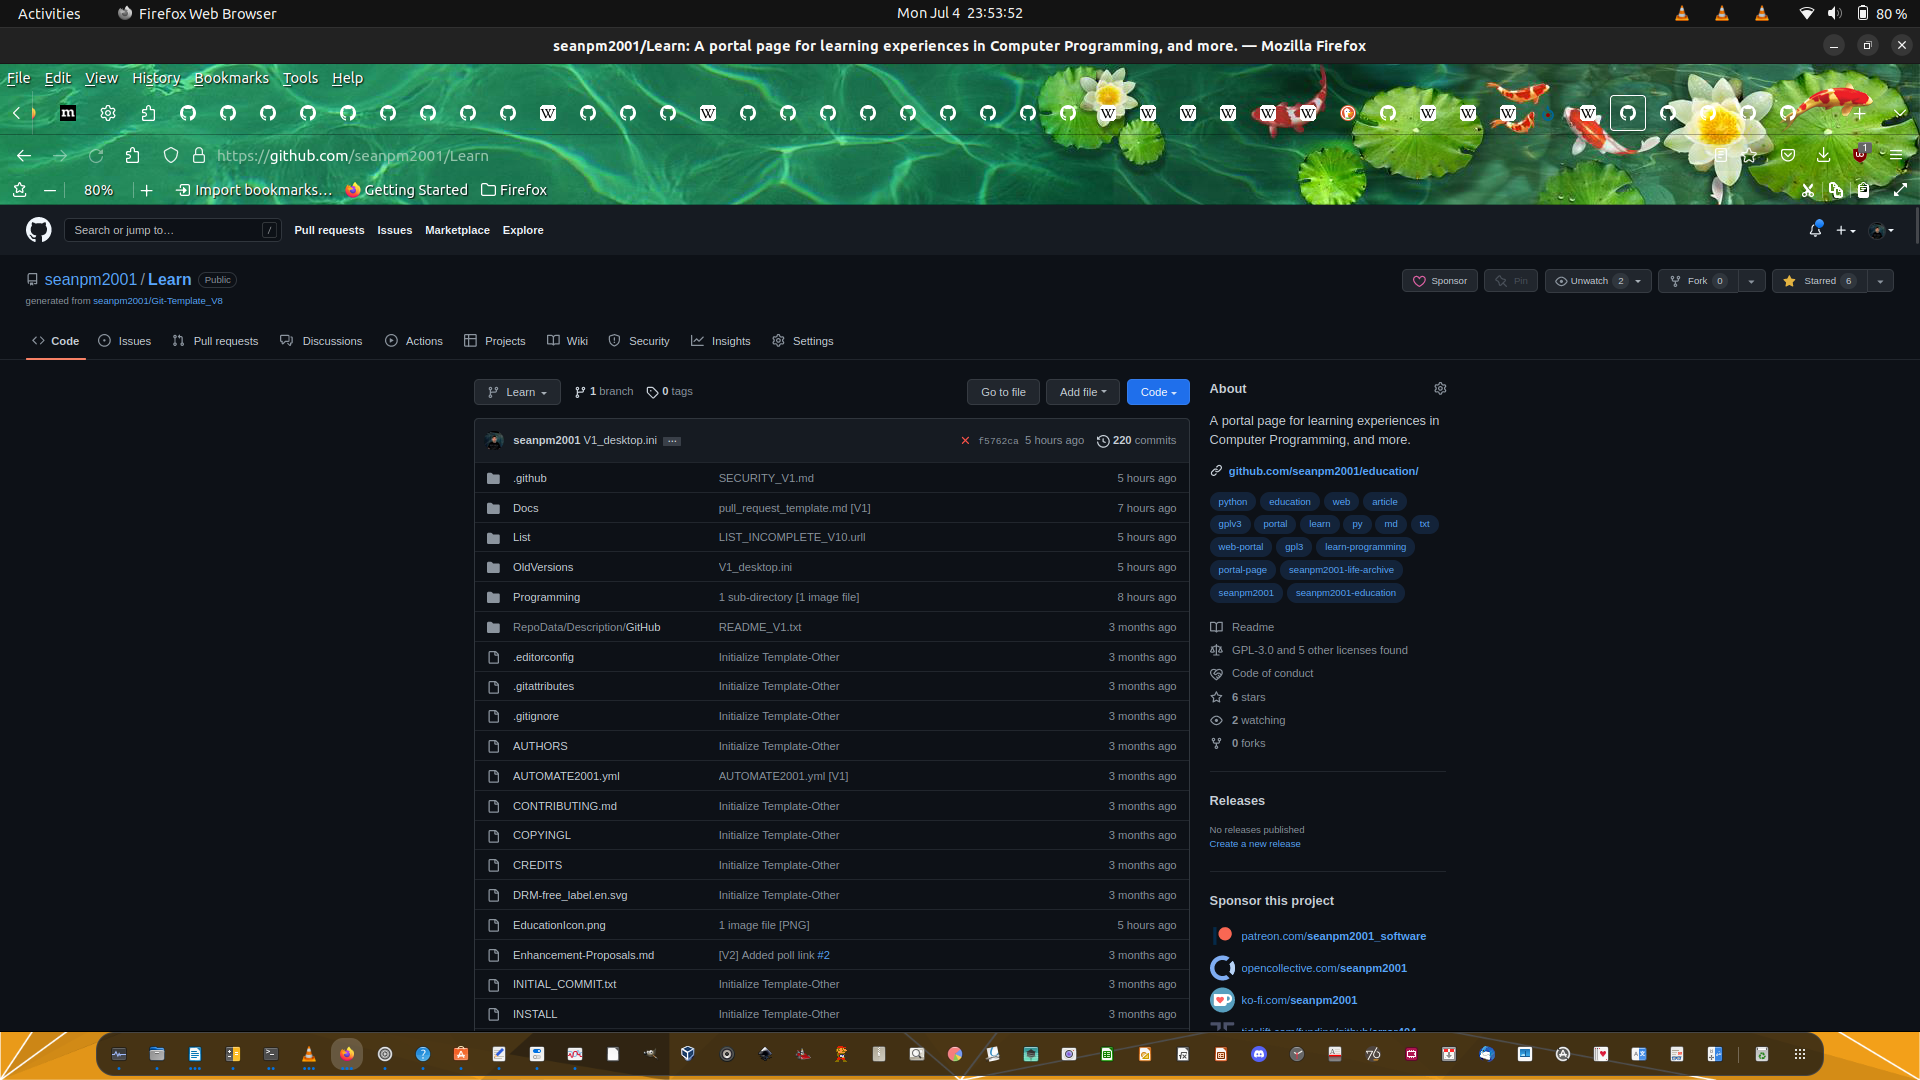 Activities Firefox Web Browser Mon Jul 4 23:53:52 80 %
seanpm2001/Learn: A portal page for learning experiences in Computer Programming, and more. — Mozilla Firefox
File Edit View History Bookmarks Tools Help
https://github.com/seanpm2001/Learn 1
80% Import bookmarks… Getting Started Firefox
Search or jump to… / Pull requests Issues Marketplace Explore
seanpm2001 / Learn Public Sponsor Pin Unwatch 2 Fork 0 Starred 6
generated from seanpm2001/Git-Template_V8
Code Issues Pull requests Discussions Actions Projects Wiki Security Insights Settings
Learn 1 branch 0 tags Go to file Add file Code
seanpm2001 V1_desktop.ini … f5762ca 5 hours ago 220 commits
.github SECURITY_V1.md 5 hours ago
Docs pull_request_template.md [V1] 7 hours ago
List LIST_INCOMPLETE_V10.urll 5 hours ago
OldVersions V1_desktop.ini 5 hours ago
Programming 1 sub-directory [1 image file] 8 hours ago
RepoData/Description/GitHub README_V1.txt 3 months ago
.editorconfig Initialize Template-Other 3 months ago
.gitattributes Initialize Template-Other 3 months ago
.gitignore Initialize Template-Other 3 months ago
AUTHORS Initialize Template-Other 3 months ago
AUTOMATE2001.yml AUTOMATE2001.yml [V1] 3 months ago
CONTRIBUTING.md Initialize Template-Other 3 months ago
COPYINGL Initialize Template-Other 3 months ago
CREDITS Initialize Template-Other 3 months ago
DRM-free_label.en.svg Initialize Template-Other 3 months ago
EducationIcon.png 1 image file [PNG] 5 hours ago
Enhancement-Proposals.md [V2] Added poll link #2 3 months ago
INITIAL_COMMIT.txt Initialize Template-Other 3 months ago
INSTALL Initialize Template-Other 3 months ago
About
A portal page for learning experiences in
Computer Programming, and more.
github.com/seanpm2001/education/
python education web article
gplv3 portal learn py md txt
web-portal gpl3 learn-programming
portal-page seanpm2001-life-archive
seanpm2001 seanpm2001-education
Readme
GPL-3.0 and 5 other licenses found
Code of conduct
6 stars
2 watching
0 forks
Releases
No releases published
Create a new release
Sponsor this project
patreon.com/seanpm2001_software
opencollective.com/seanpm2001
ko-fi.com/seanpm2001